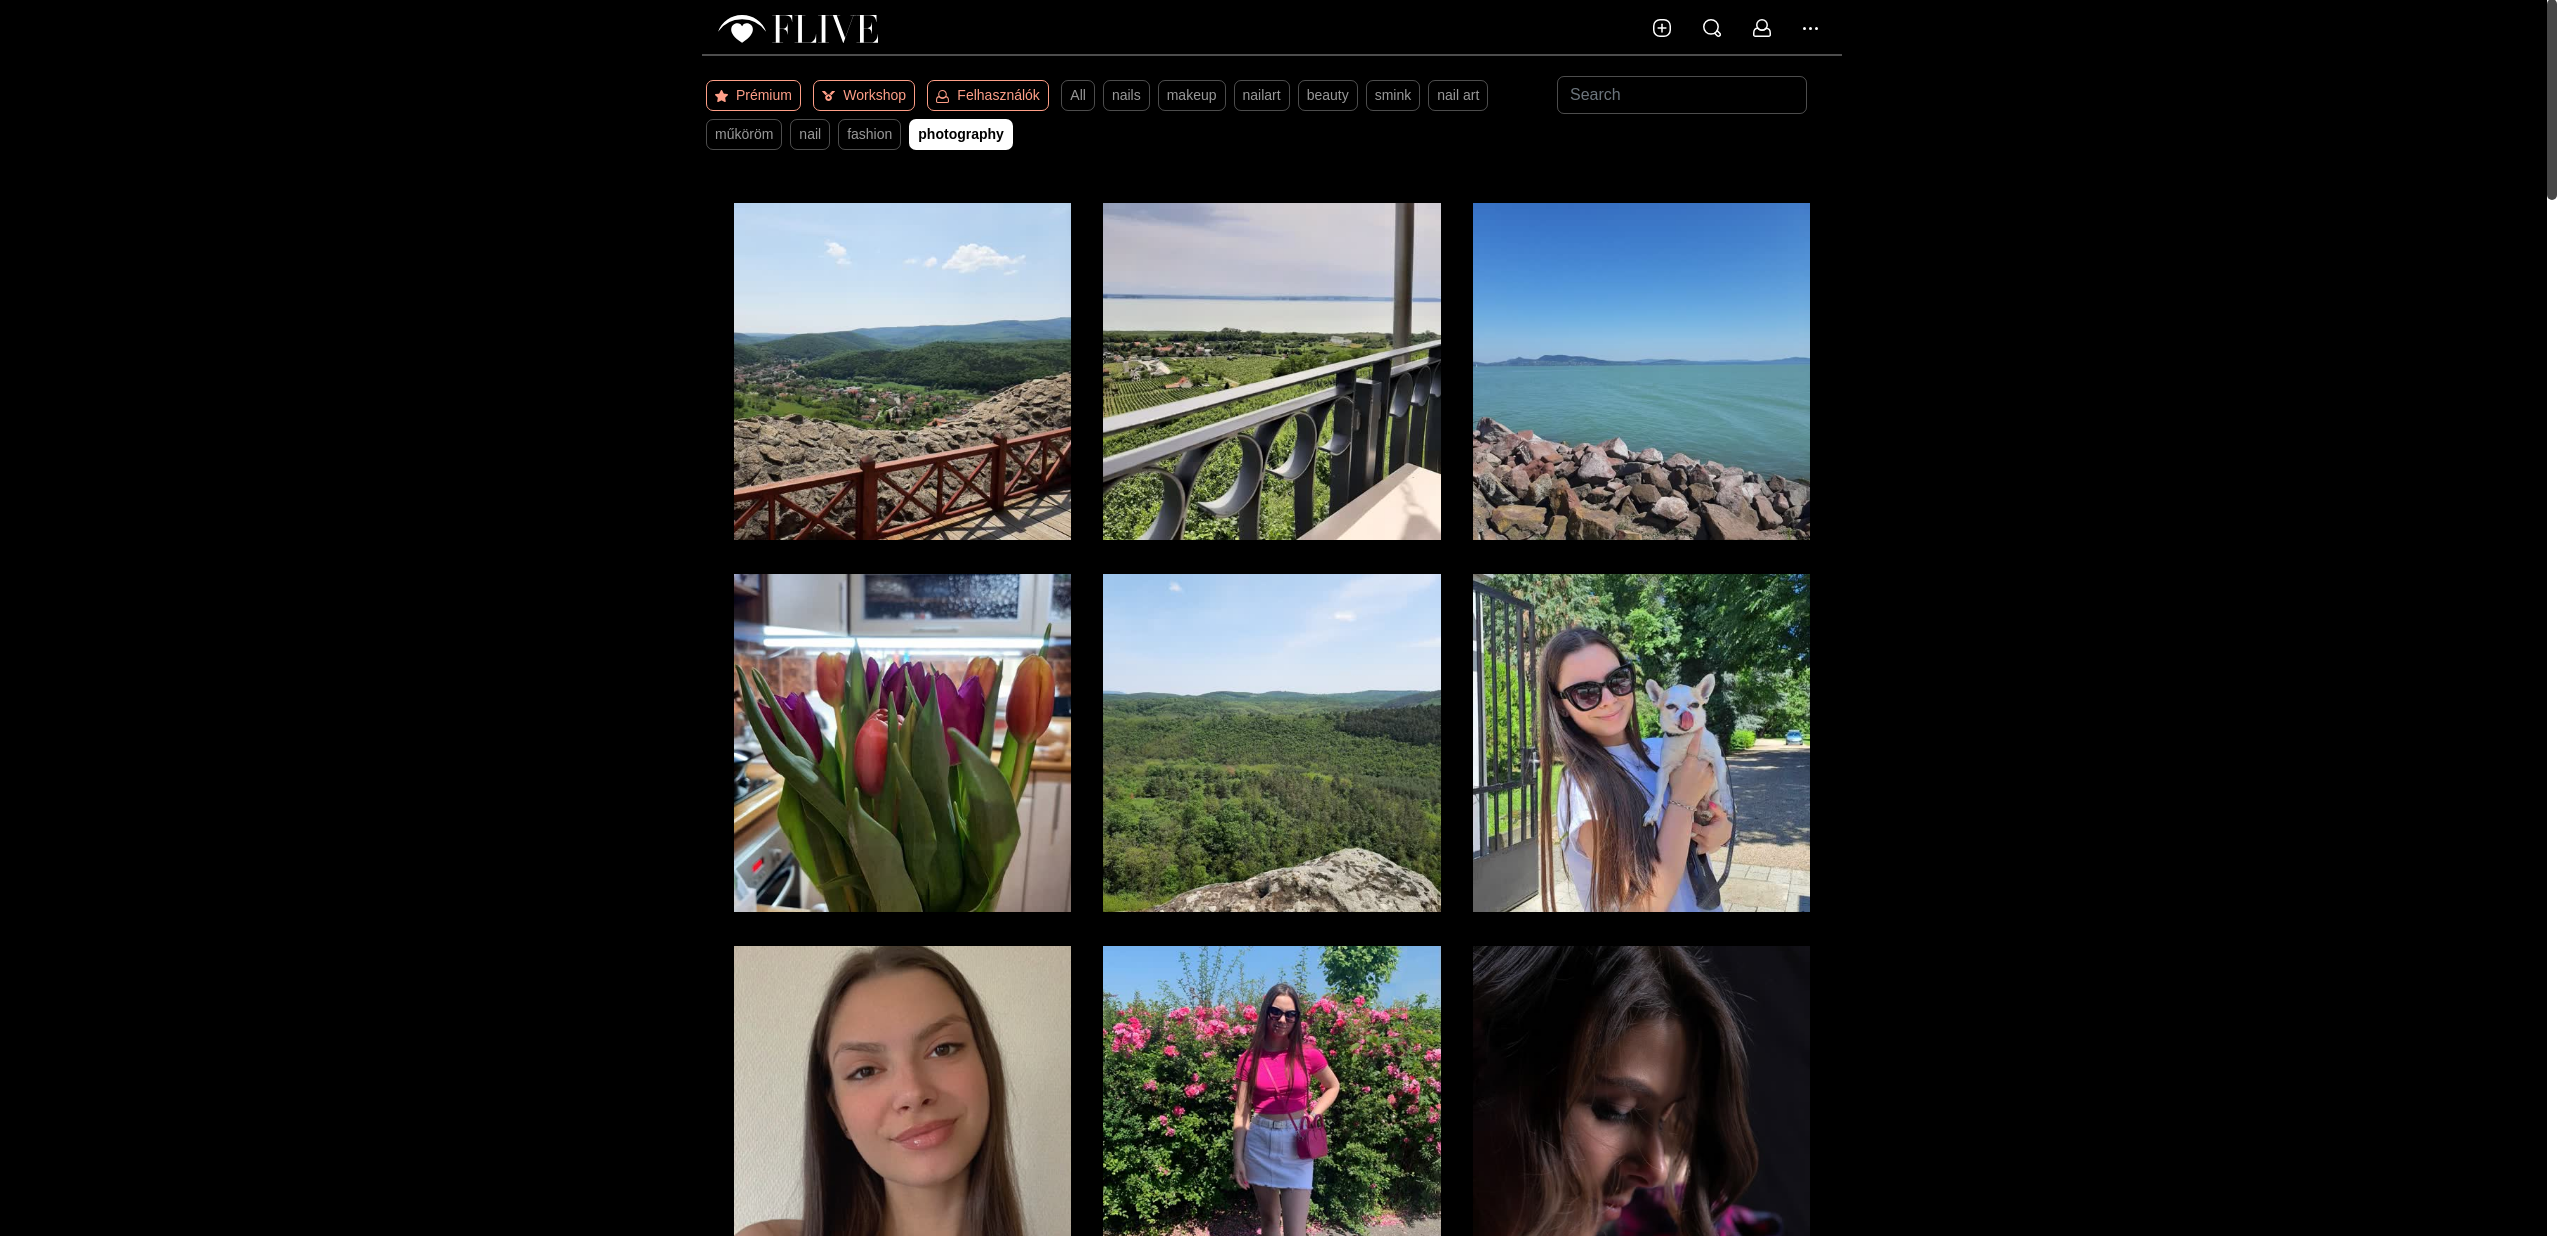 FLIVE
Prémium Workshop Felhasználók All nails makeup nailart beauty smink nail art Search
műköröm nail fashion photography